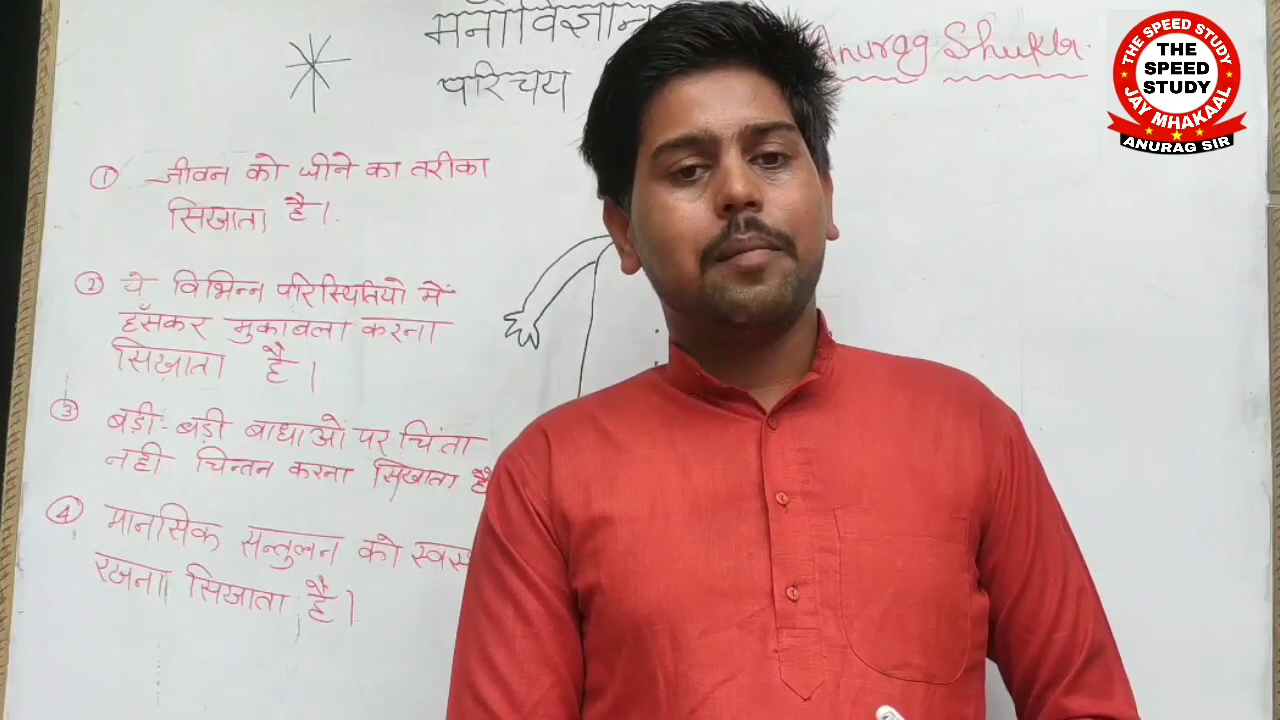 मनोविज्ञान
परिचय
Anurag Shukla.
① जीवन को जीने का तरीका
सिखाता है।
② ये विभिन्न परिस्थितियो में
हँसकर मुकाबला करना
सिखाता है।
③ बड़ी-बड़ी बाधाओं पर चिंता
नही चिन्तन करना सिखाता है
④ मानसिक सन्तुलन को
रखना सिखाता है।
THE SPEED STUDY
THE
SPEED
STUDY
JAY MHAKAAL
ANURAG SIR